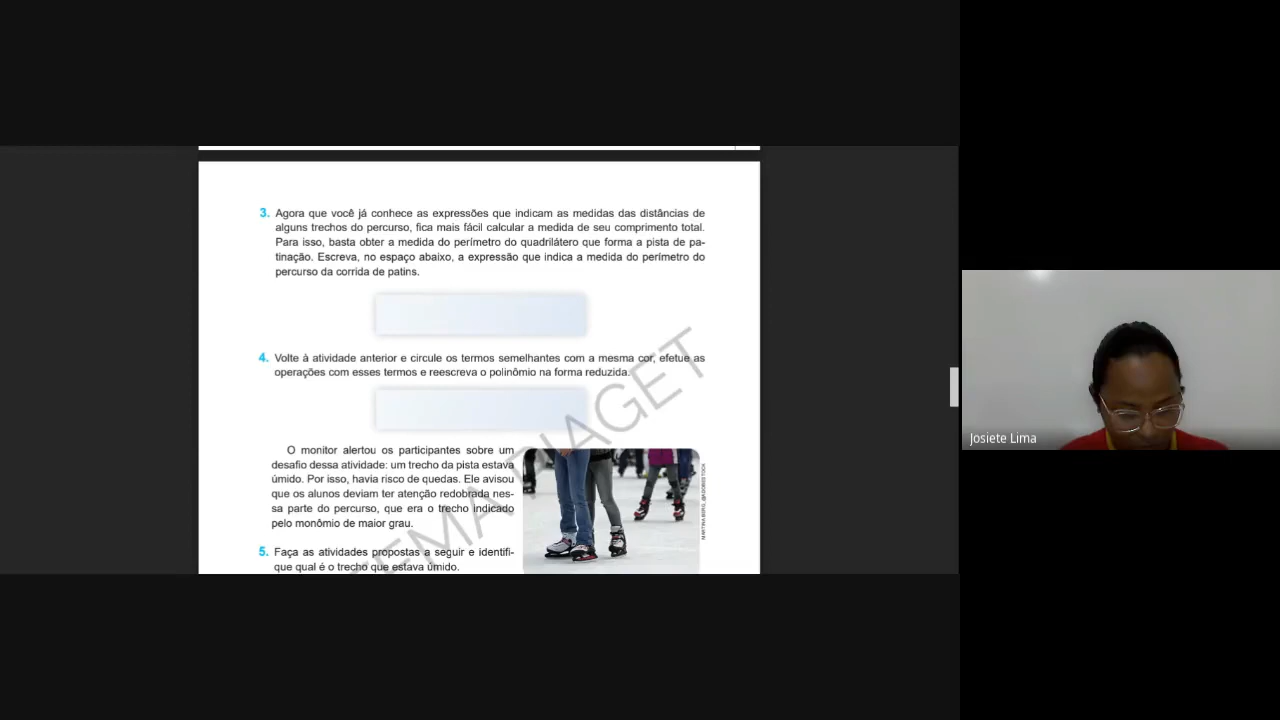 3. Agora que você já conhece as expressões que indicam as medidas das distâncias de
alguns trechos do percurso, fica mais fácil calcular a medida de seu comprimento total.
Para isso, basta obter a medida do perímetro do quadrilátero que forma a pista de pa-
tinação. Escreva, no espaço abaixo, a expressão que indica a medida do perímetro do
percurso da corrida de patins.
4. Volte à atividade anterior e circule os termos semelhantes com a mesma cor, efetue as
operações com esses termos e reescreva o polinômio na forma reduzida.
O monitor alertou os participantes sobre um
desafio dessa atividade: um trecho da pista estava
úmido. Por isso, havia risco de quedas. Ele avisou
que os alunos deviam ter atenção redobrada nes-
sa parte do percurso, que era o trecho indicado
pelo monômio de maior grau.
5. Faça as atividades propostas a seguir e identifi-
que qual é o trecho que estava úmido.
TEMA PIAGET
Josiete Lima